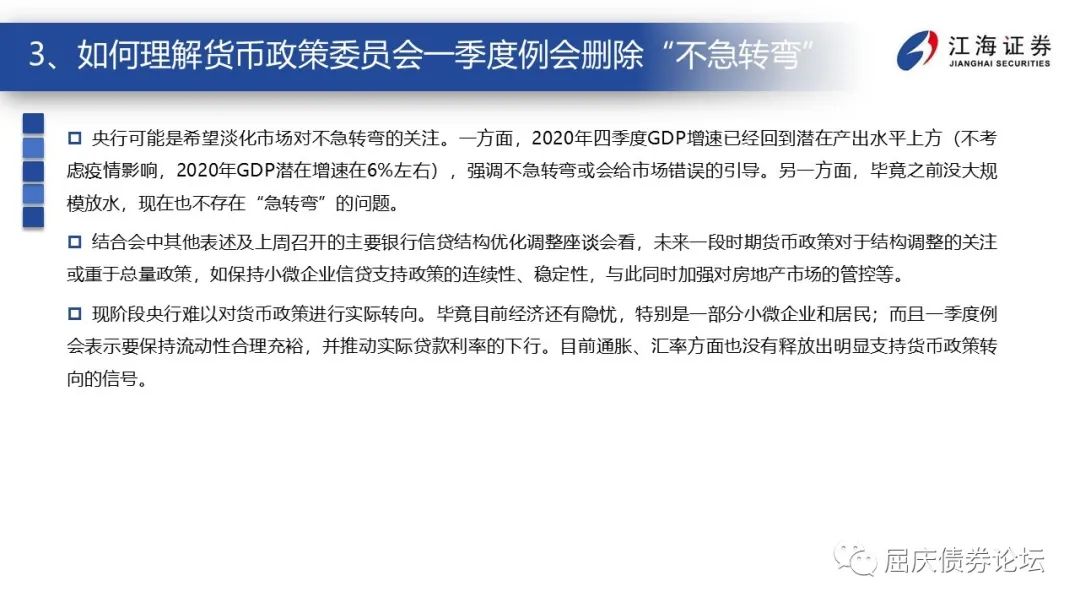 3、如何理解货币政策委员会一季度例会删除“不急转弯”
江海证券
JIANGHAI SECURITIES
央行可能是希望淡化市场对不急转弯的关注。一方面，2020年四季度GDP增速已经回到潜在产出水平上方（不考
虑疫情影响，2020年GDP潜在增速在6%左右），强调不急转弯或会给市场错误的引导。另一方面，毕竟之前没大规
模放水，现在也不存在“急转弯”的问题。
结合会中其他表述及上周召开的主要银行信贷结构优化调整座谈会看，未来一段时期货币政策对于结构调整的关注
或重于总量政策，如保持小微企业信贷支持政策的连续性、稳定性，与此同时加强对房地产市场的管控等。
现阶段央行难以对货币政策进行实际转向。毕竟目前经济还有隐忧，特别是一部分小微企业和居民；而且一季度例
会表示要保持流动性合理充裕，并推动实际贷款利率的下行。目前通胀、汇率方面也没有释放出明显支持货币政策转
向的信号。
屈庆债券论坛